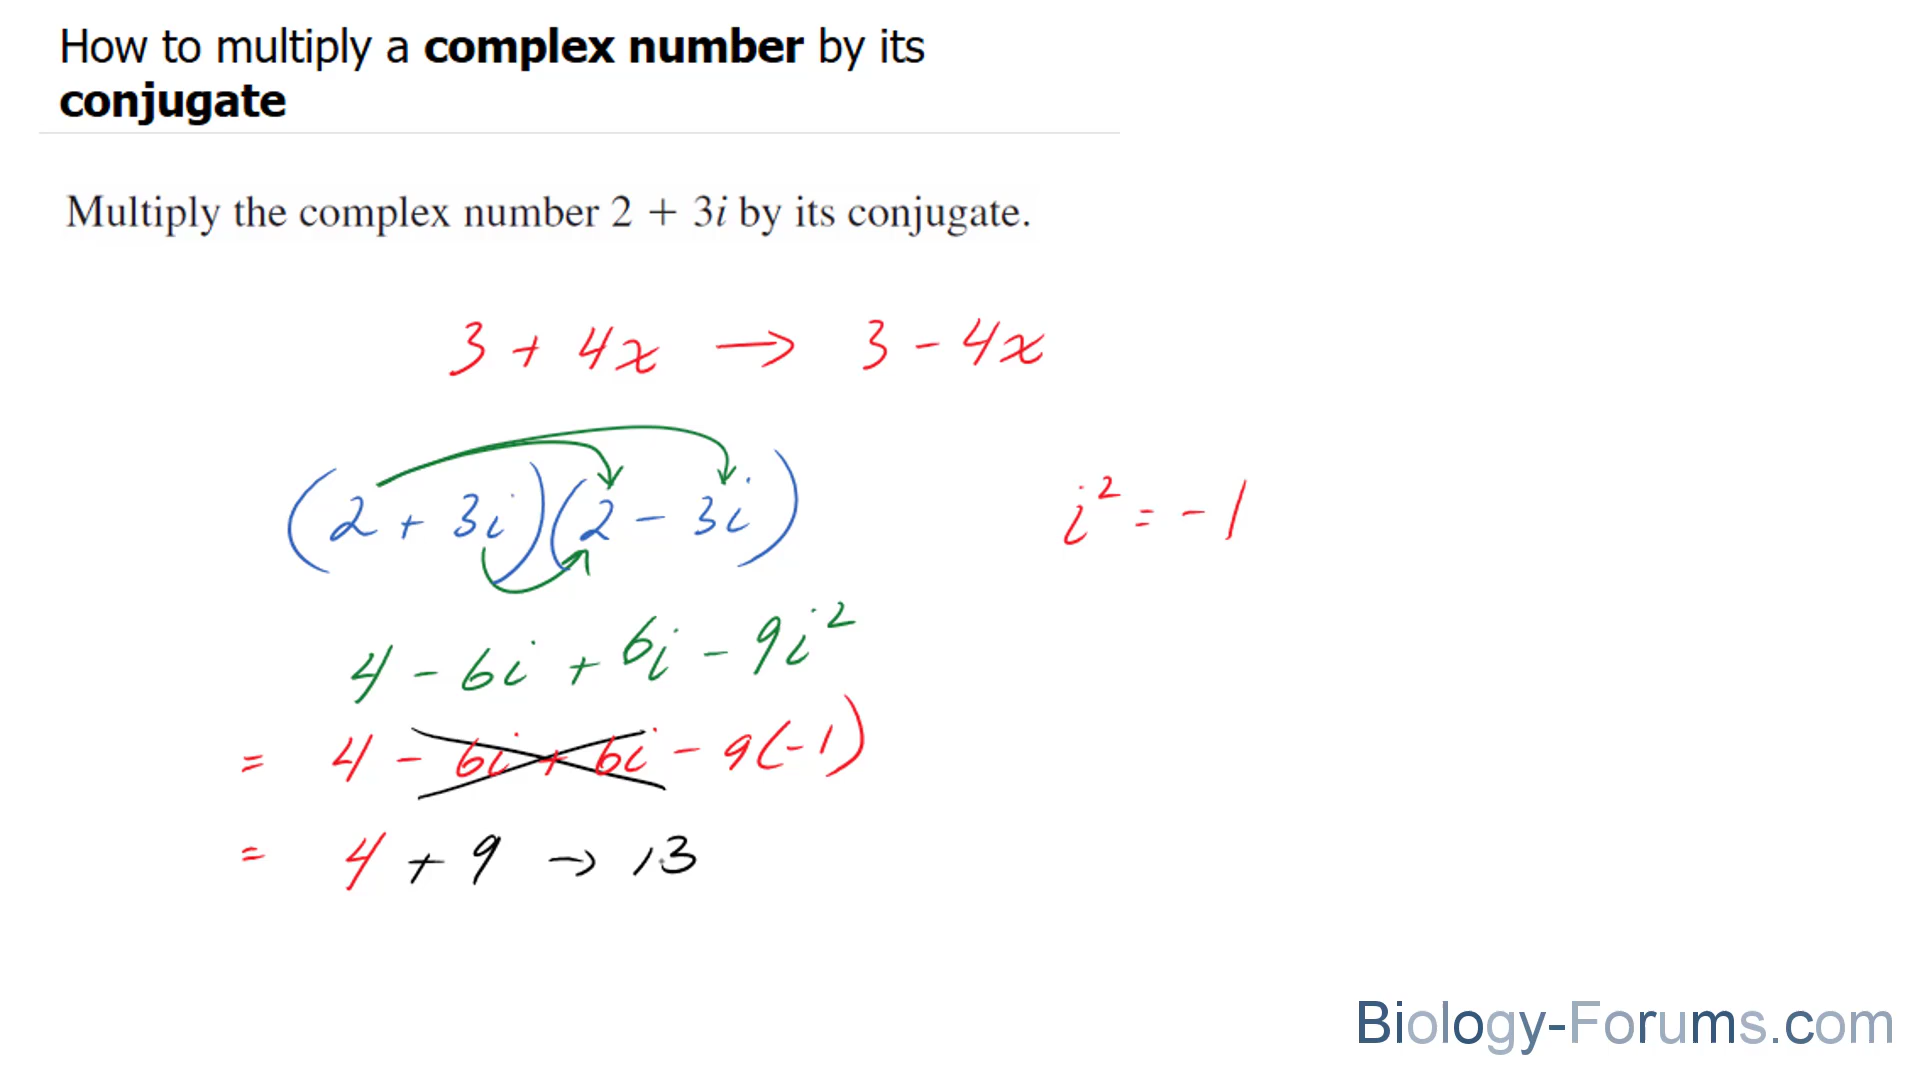 How to multiply a complex number by its
conjugate
Multiply the complex number 2 + 3i by its conjugate.
3 + 4x → 3 - 4x
(2 + 3i)(2 - 3i)
i² = -1
4 - 6i + 6i - 9i²
= 4 - 6i + 6i - 9(-1)
= 4 + 9 → 13
Biology-Forums.com